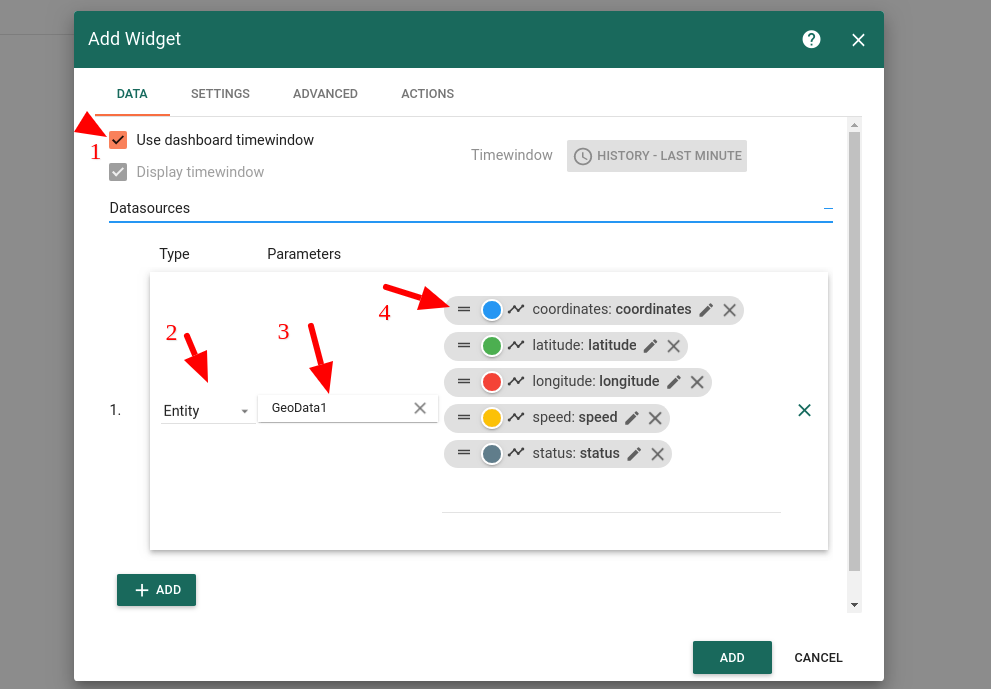 Add Widget
?
DATA SETTINGS ADVANCED ACTIONS
1
Use dashboard timewindow
Display timewindow
Timewindow HISTORY - LAST MINUTE
Datasources
Type Parameters
2
3
4
1.
Entity
GeoData1
coordinates: coordinates
latitude: latitude
longitude: longitude
speed: speed
status: status
ADD
ADD CANCEL